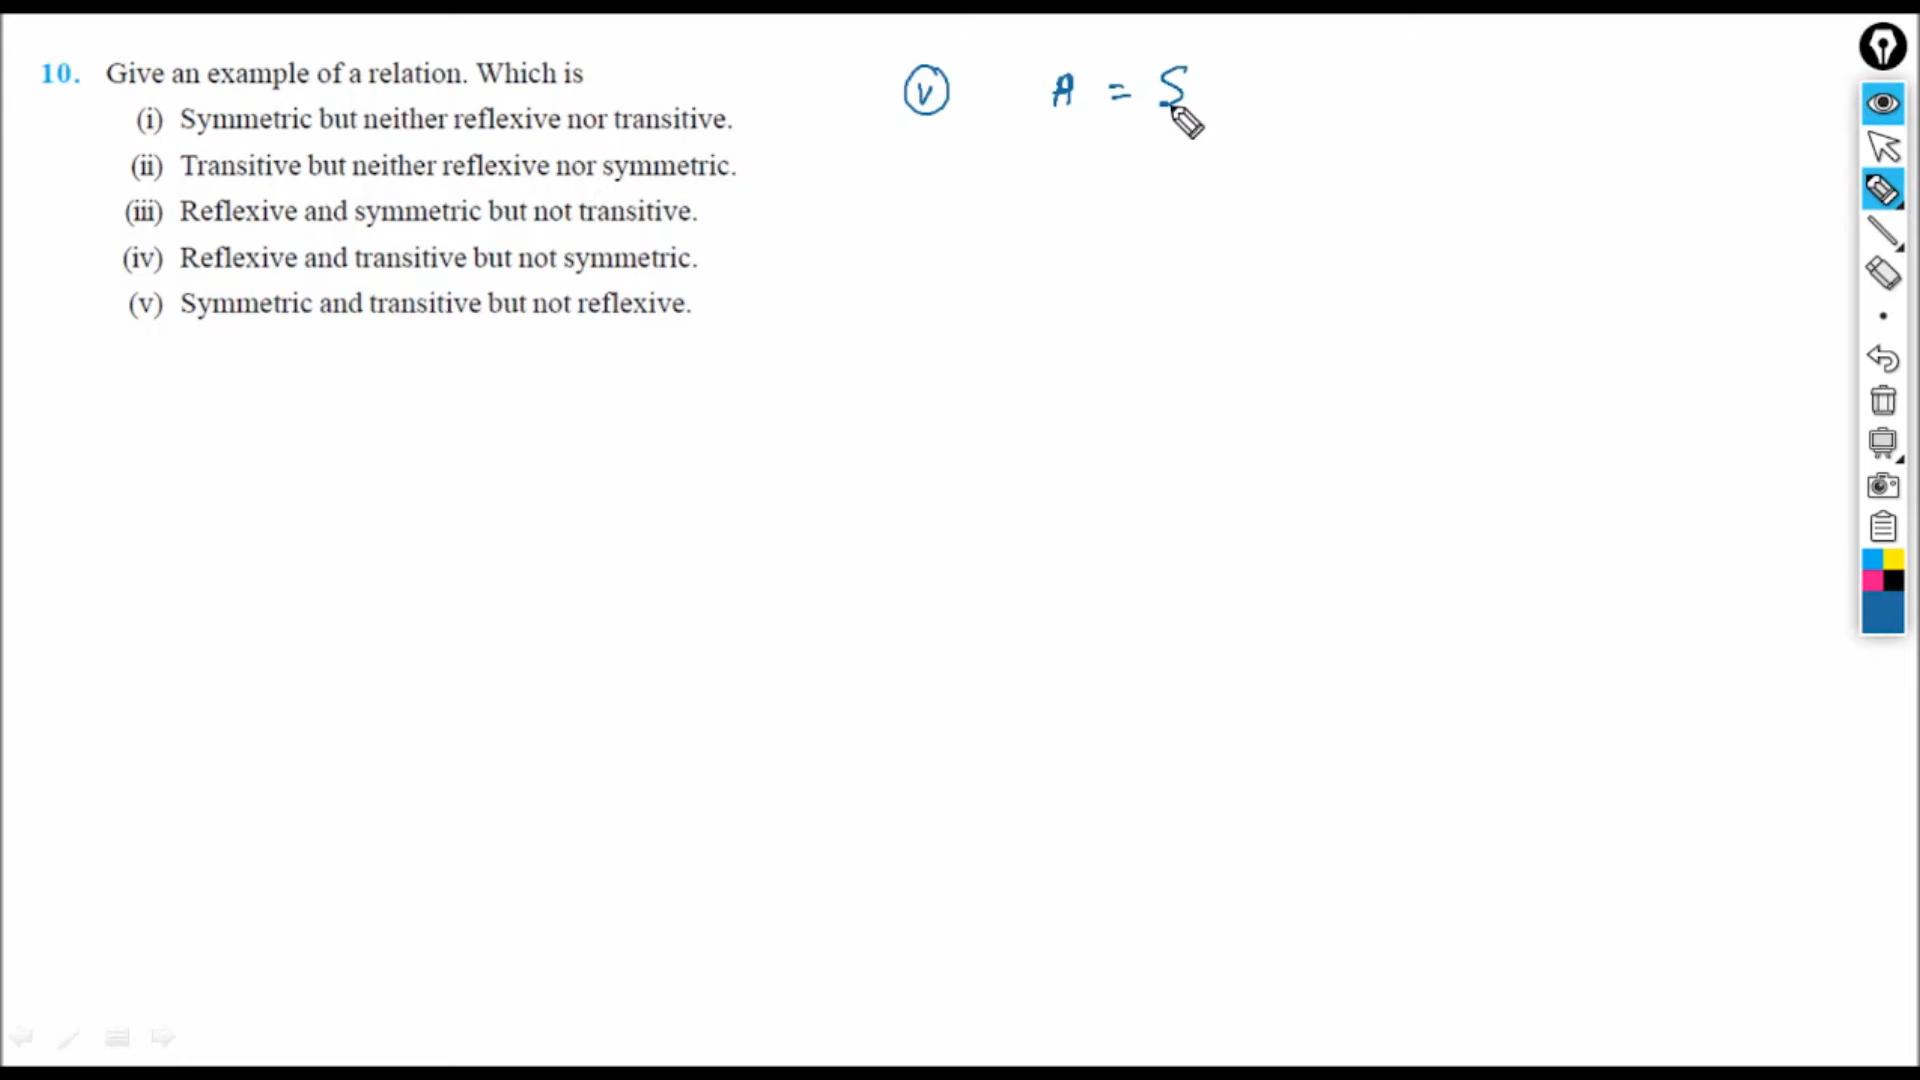 10. Give an example of a relation. Which is
(i) Symmetric but neither reflexive nor transitive.
(ii) Transitive but neither reflexive nor symmetric.
(iii) Reflexive and symmetric but not transitive.
(iv) Reflexive and transitive but not symmetric.
(v) Symmetric and transitive but not reflexive.
v A = S